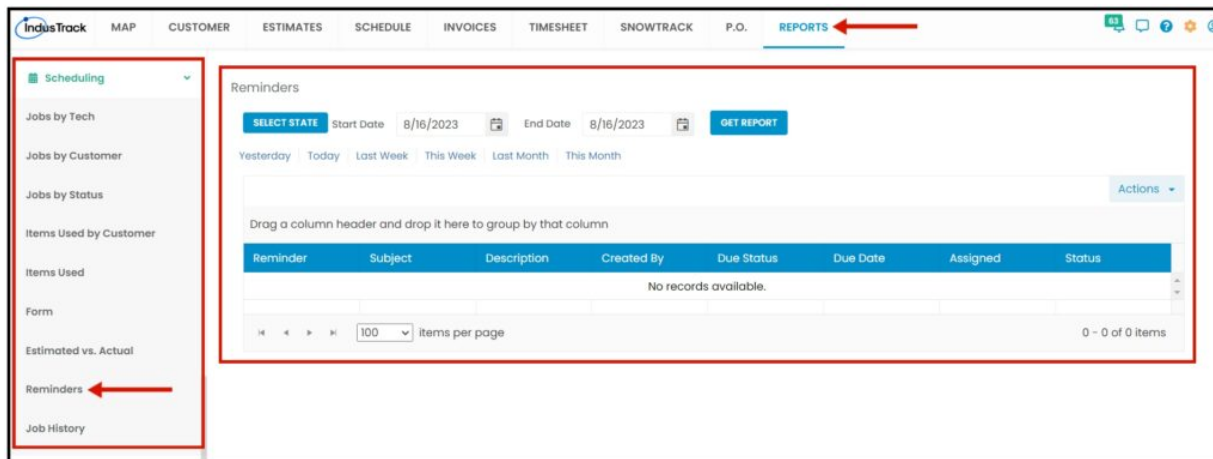 IndusTrack MAP CUSTOMER ESTIMATES SCHEDULE INVOICES TIMESHEET SNOWTRACK P.O. REPORTS 63
Scheduling
Jobs by Tech
Jobs by Customer
Jobs by Status
Items Used by Customer
Items Used
Form
Estimated vs. Actual
Reminders
Job History
Reminders
SELECT STATE Start Date 8/16/2023 End Date 8/16/2023 GET REPORT
Yesterday Today Last Week This Week Last Month This Month
Actions
Drag a column header and drop it here to group by that column
Reminder Subject Description Created By Due Status Due Date Assigned Status
No records available.
100 items per page 0 - 0 of 0 items